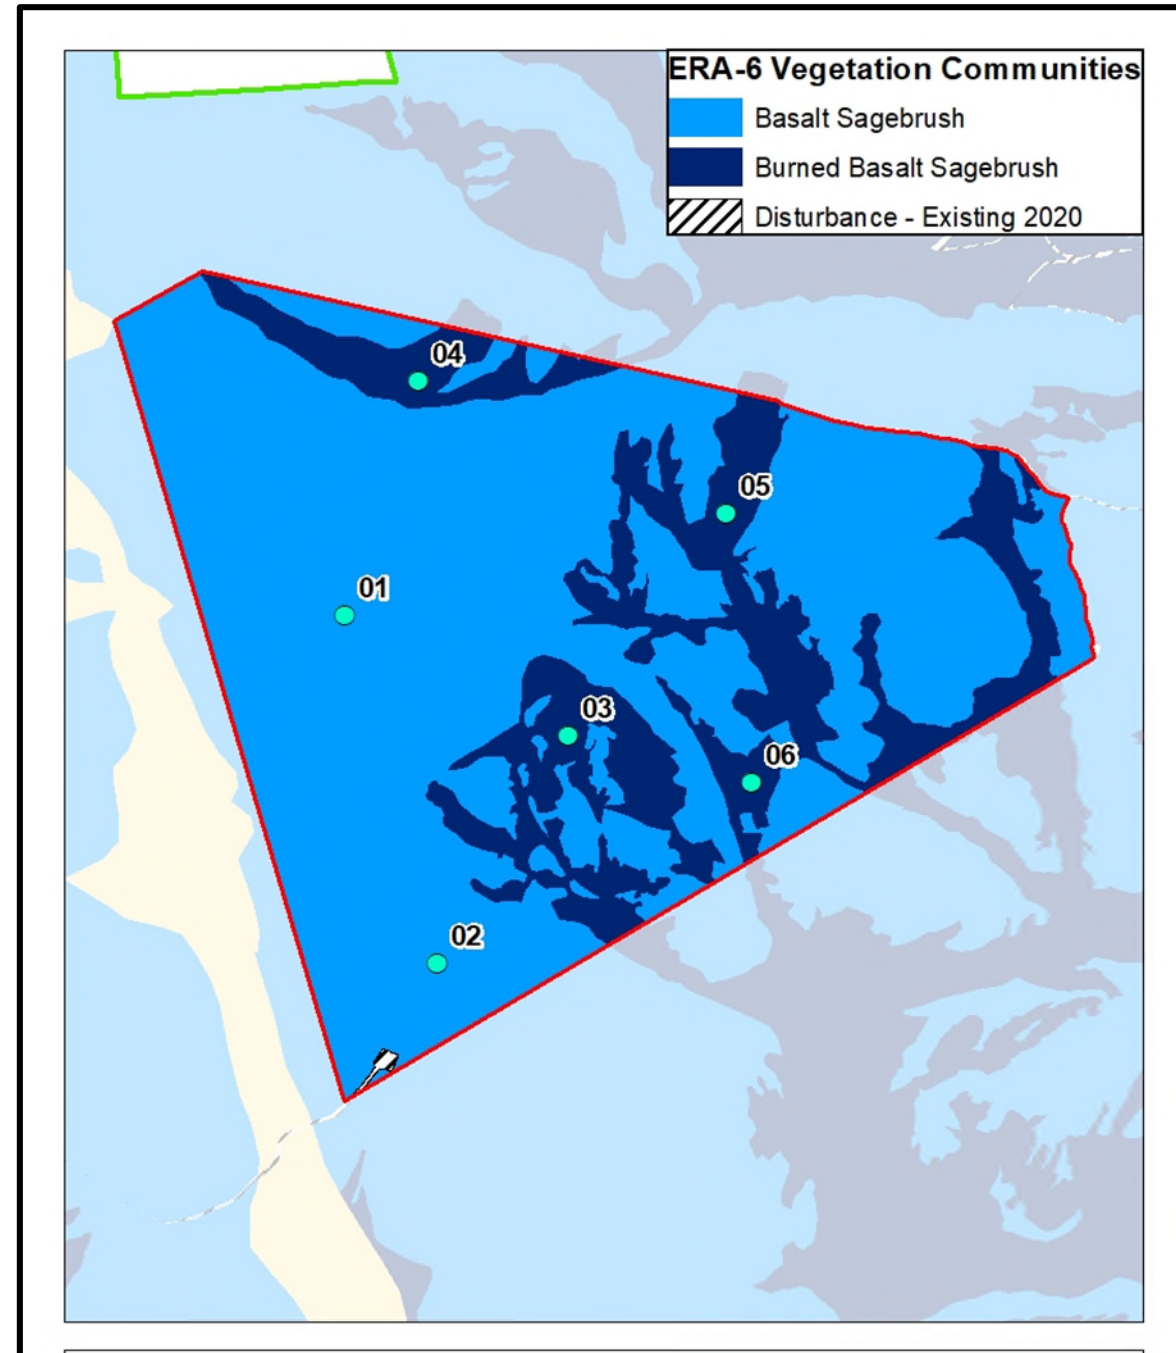 ERA-6 Vegetation Communities
Basalt Sagebrush
Burned Basalt Sagebrush
Disturbance - Existing 2020
04
05
01
03
06
02